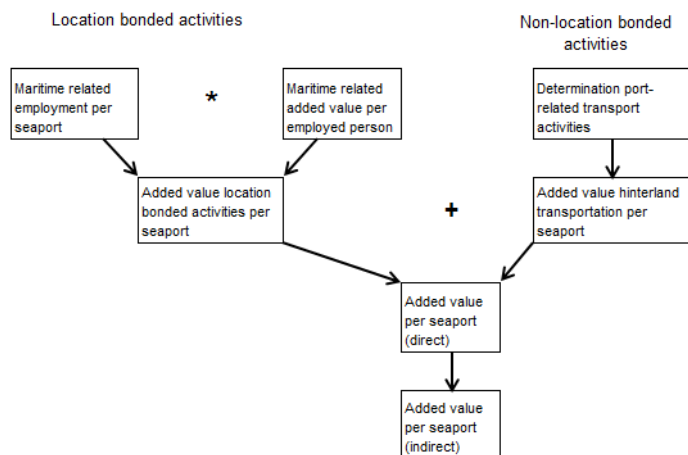 Location bonded activities
Non-location bonded
activities
Maritime related
employment per
seaport
*
Maritime related
added value per
employed person
Determination port-
related transport
activities
Added value location
bonded activities per
seaport
+
Added value hinterland
transportation per
seaport
Added value
per seaport
(direct)
Added value
per seaport
(indirect)